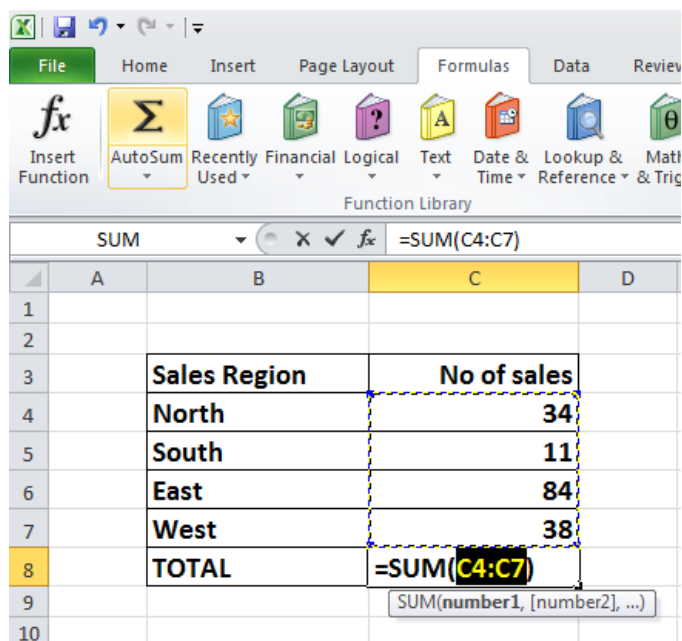 File Home Insert Page Layout Formulas Data Review
fx Σ ? A θ
Insert AutoSum Recently Financial Logical Text Date & Lookup & Math
Function Used Time Reference & Trig
Function Library
SUM fx =SUM(C4:C7)
A B C D
1
2
3 Sales Region No of sales
4 North 34
5 South 11
6 East 84
7 West 38
8 TOTAL =SUM(C4:C7)
9 SUM(number1, [number2], ...)
10